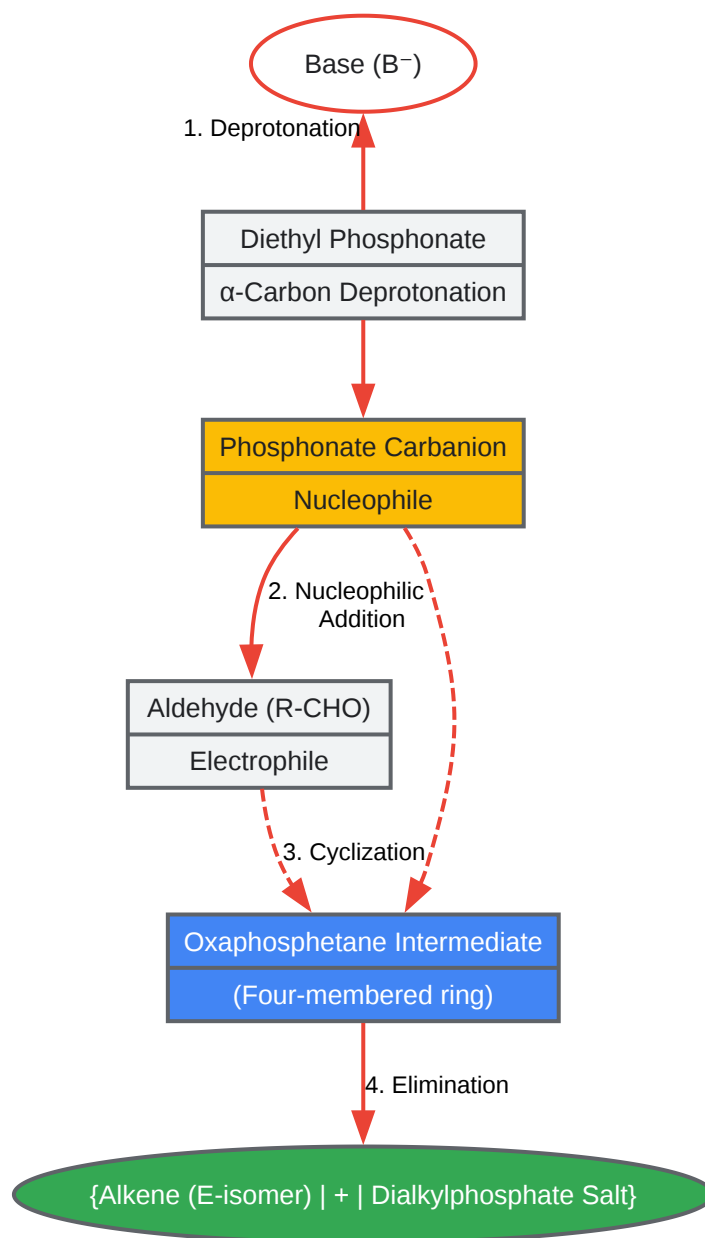 Base (B⁻)
1. Deprotonation
Diethyl Phosphonate
α-Carbon Deprotonation
Phosphonate Carbanion
Nucleophile
2. Nucleophilic
Addition
Aldehyde (R-CHO)
Electrophile
3. Cyclization
Oxaphosphetane Intermediate
(Four-membered ring)
4. Elimination
{Alkene (E-isomer) | + | Dialkylphosphate Salt}